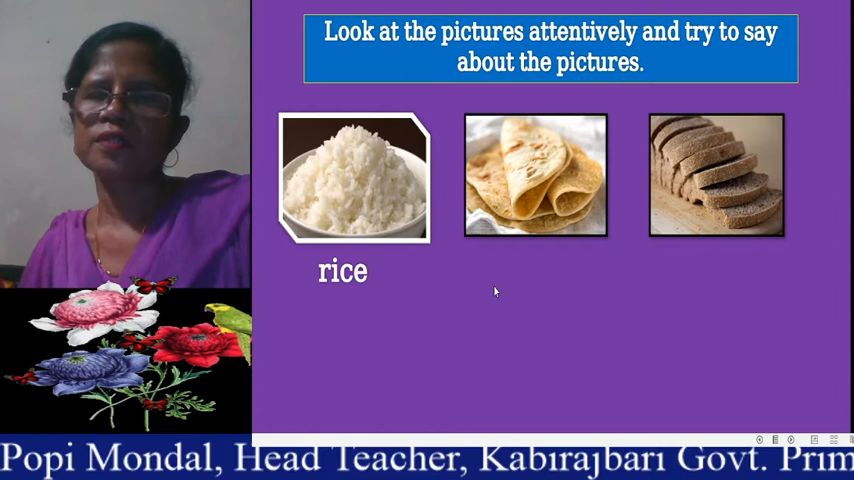 Look at the pictures attentively and try to say
about the pictures.
rice
Popi Mondal, Head Teacher, Kabirajbari Govt. Prim